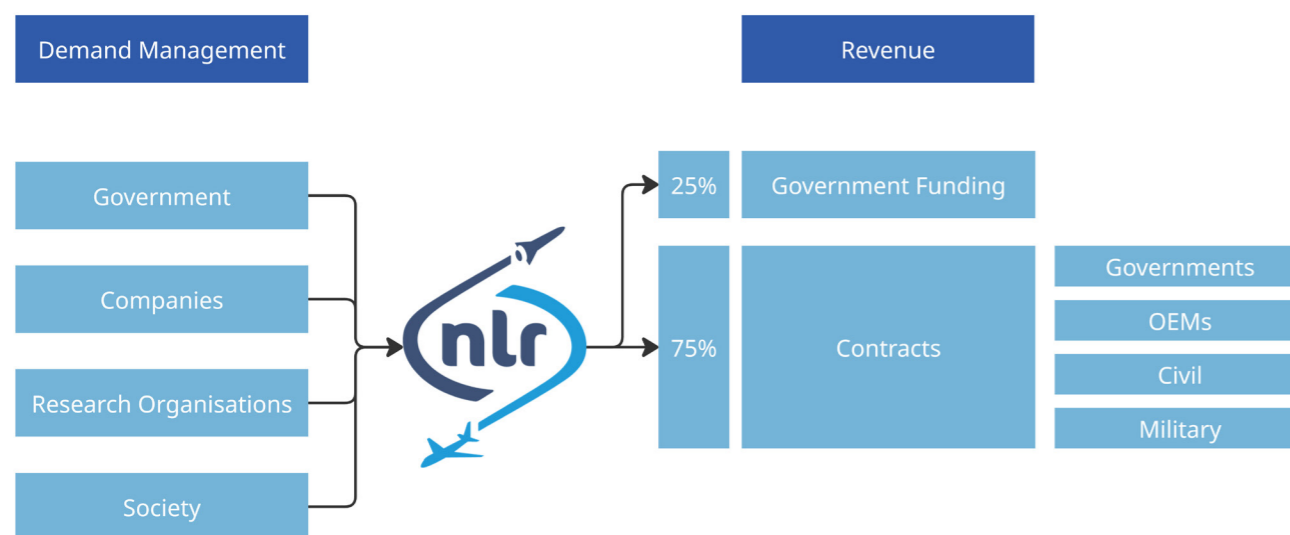 Demand Management
Revenue
Government
Companies
Research Organisations
Society
nlr
25%
Government Funding
75%
Contracts
Governments
OEMs
Civil
Military